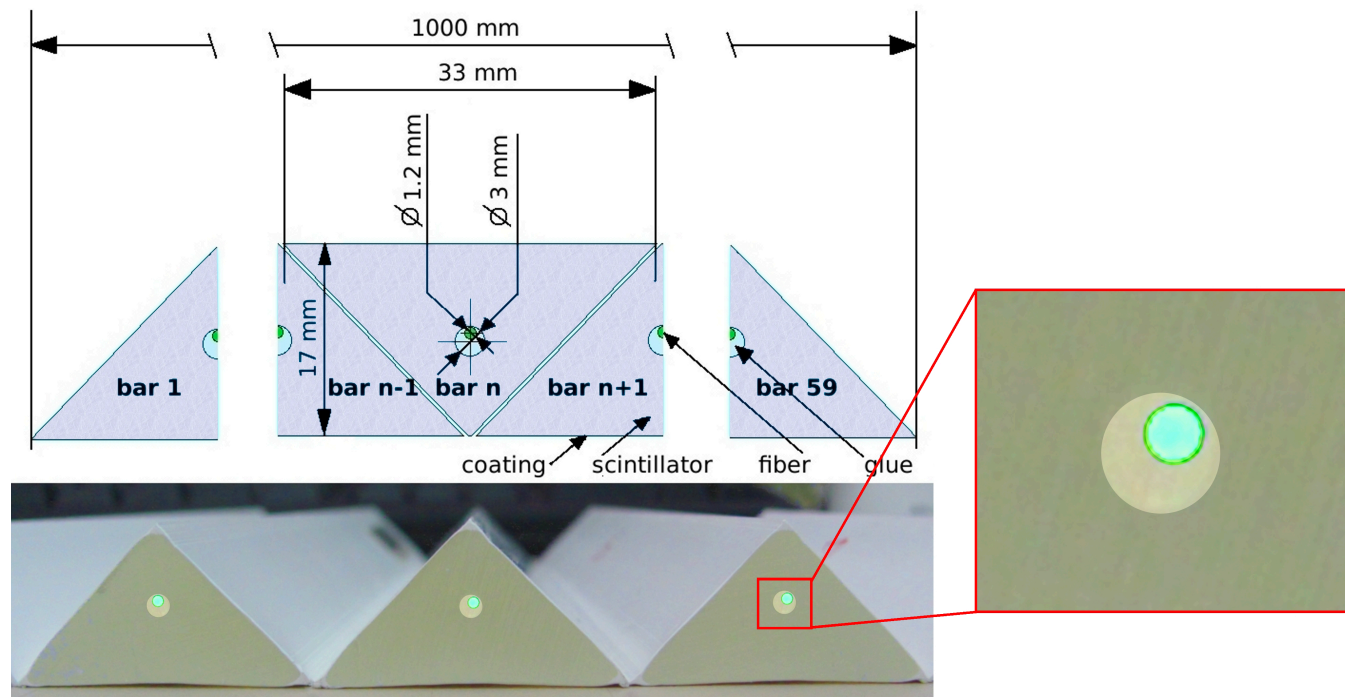 1000 mm
33 mm
Ø 1.2 mm
Ø 3 mm
17 mm
bar 1
bar n-1
bar n
bar n+1
bar 59
coating
scintillator
fiber
glue